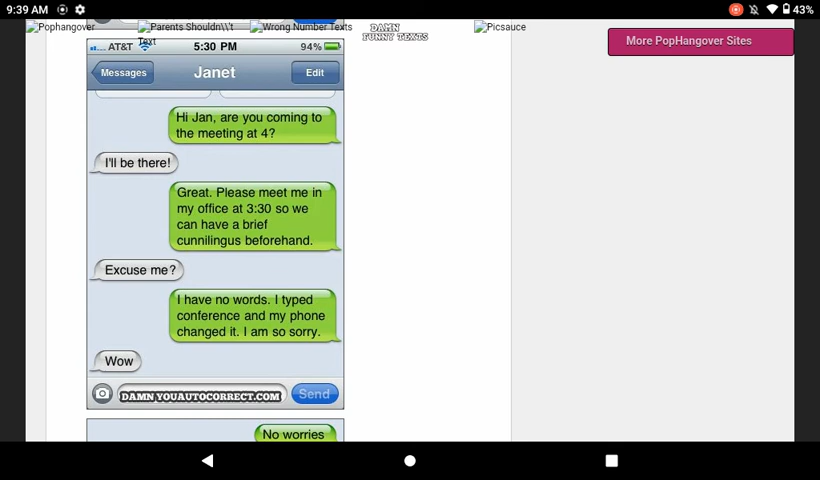 9:39 AM
43%
Pophangover
Parents Shouldn\'t
Text
Wrong Number Texts
DAMN
FUNNY TEXTS
Picsauce
More PopHangover Sites
AT&T
5:30 PM
94%
Messages
Janet
Edit
Hi Jan, are you coming to
the meeting at 4?
I'll be there!
Great. Please meet me in
my office at 3:30 so we
can have a brief
cunnilingus beforehand.
Excuse me?
I have no words. I typed
conference and my phone
changed it. I am so sorry.
Wow
DAMNYOUAUTOCORRECT.COM
Send
No worries